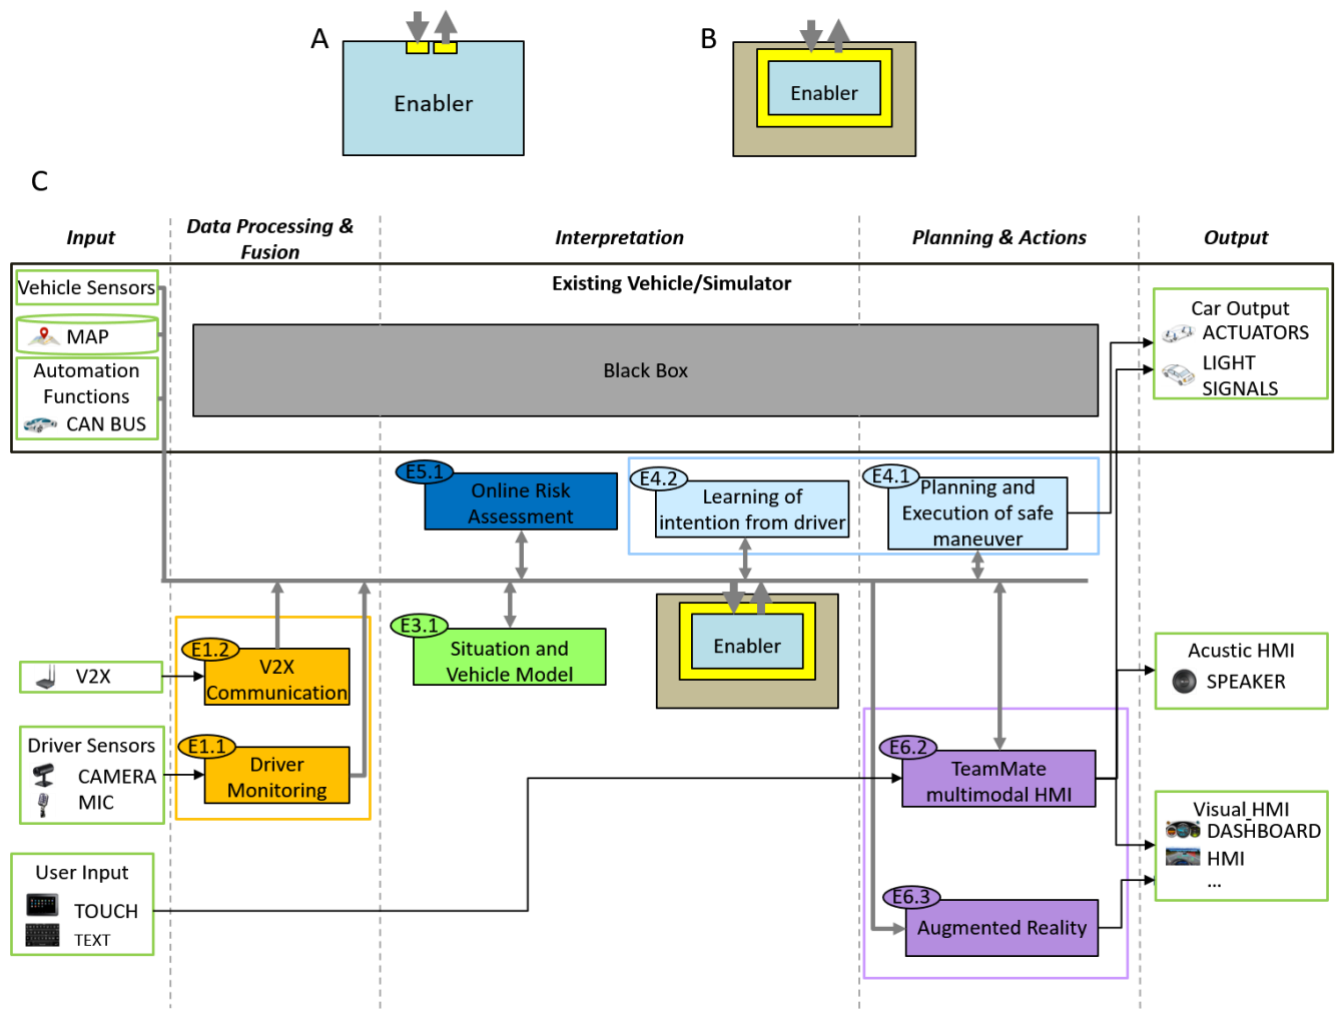 A
Enabler
B
Enabler
C
Input
Data Processing &
Fusion
Interpretation
Planning & Actions
Output
Existing Vehicle/Simulator
Vehicle Sensors
MAP
Automation
Functions
CAN BUS
Black Box
Car Output
ACTUATORS
LIGHT
SIGNALS
E5.1
Online Risk
Assessment
E4.2
Learning of
intention from driver
E4.1
Planning and
Execution of safe
maneuver
E1.2
V2X
Communication
E3.1
Situation and
Vehicle Model
Enabler
V2X
Acustic HMI
SPEAKER
Driver Sensors
CAMERA
MIC
E1.1
Driver
Monitoring
E6.2
TeamMate
multimodal HMI
Visual_HMI
DASHBOARD
HMI
...
User Input
TOUCH
TEXT
E6.3
Augmented Reality